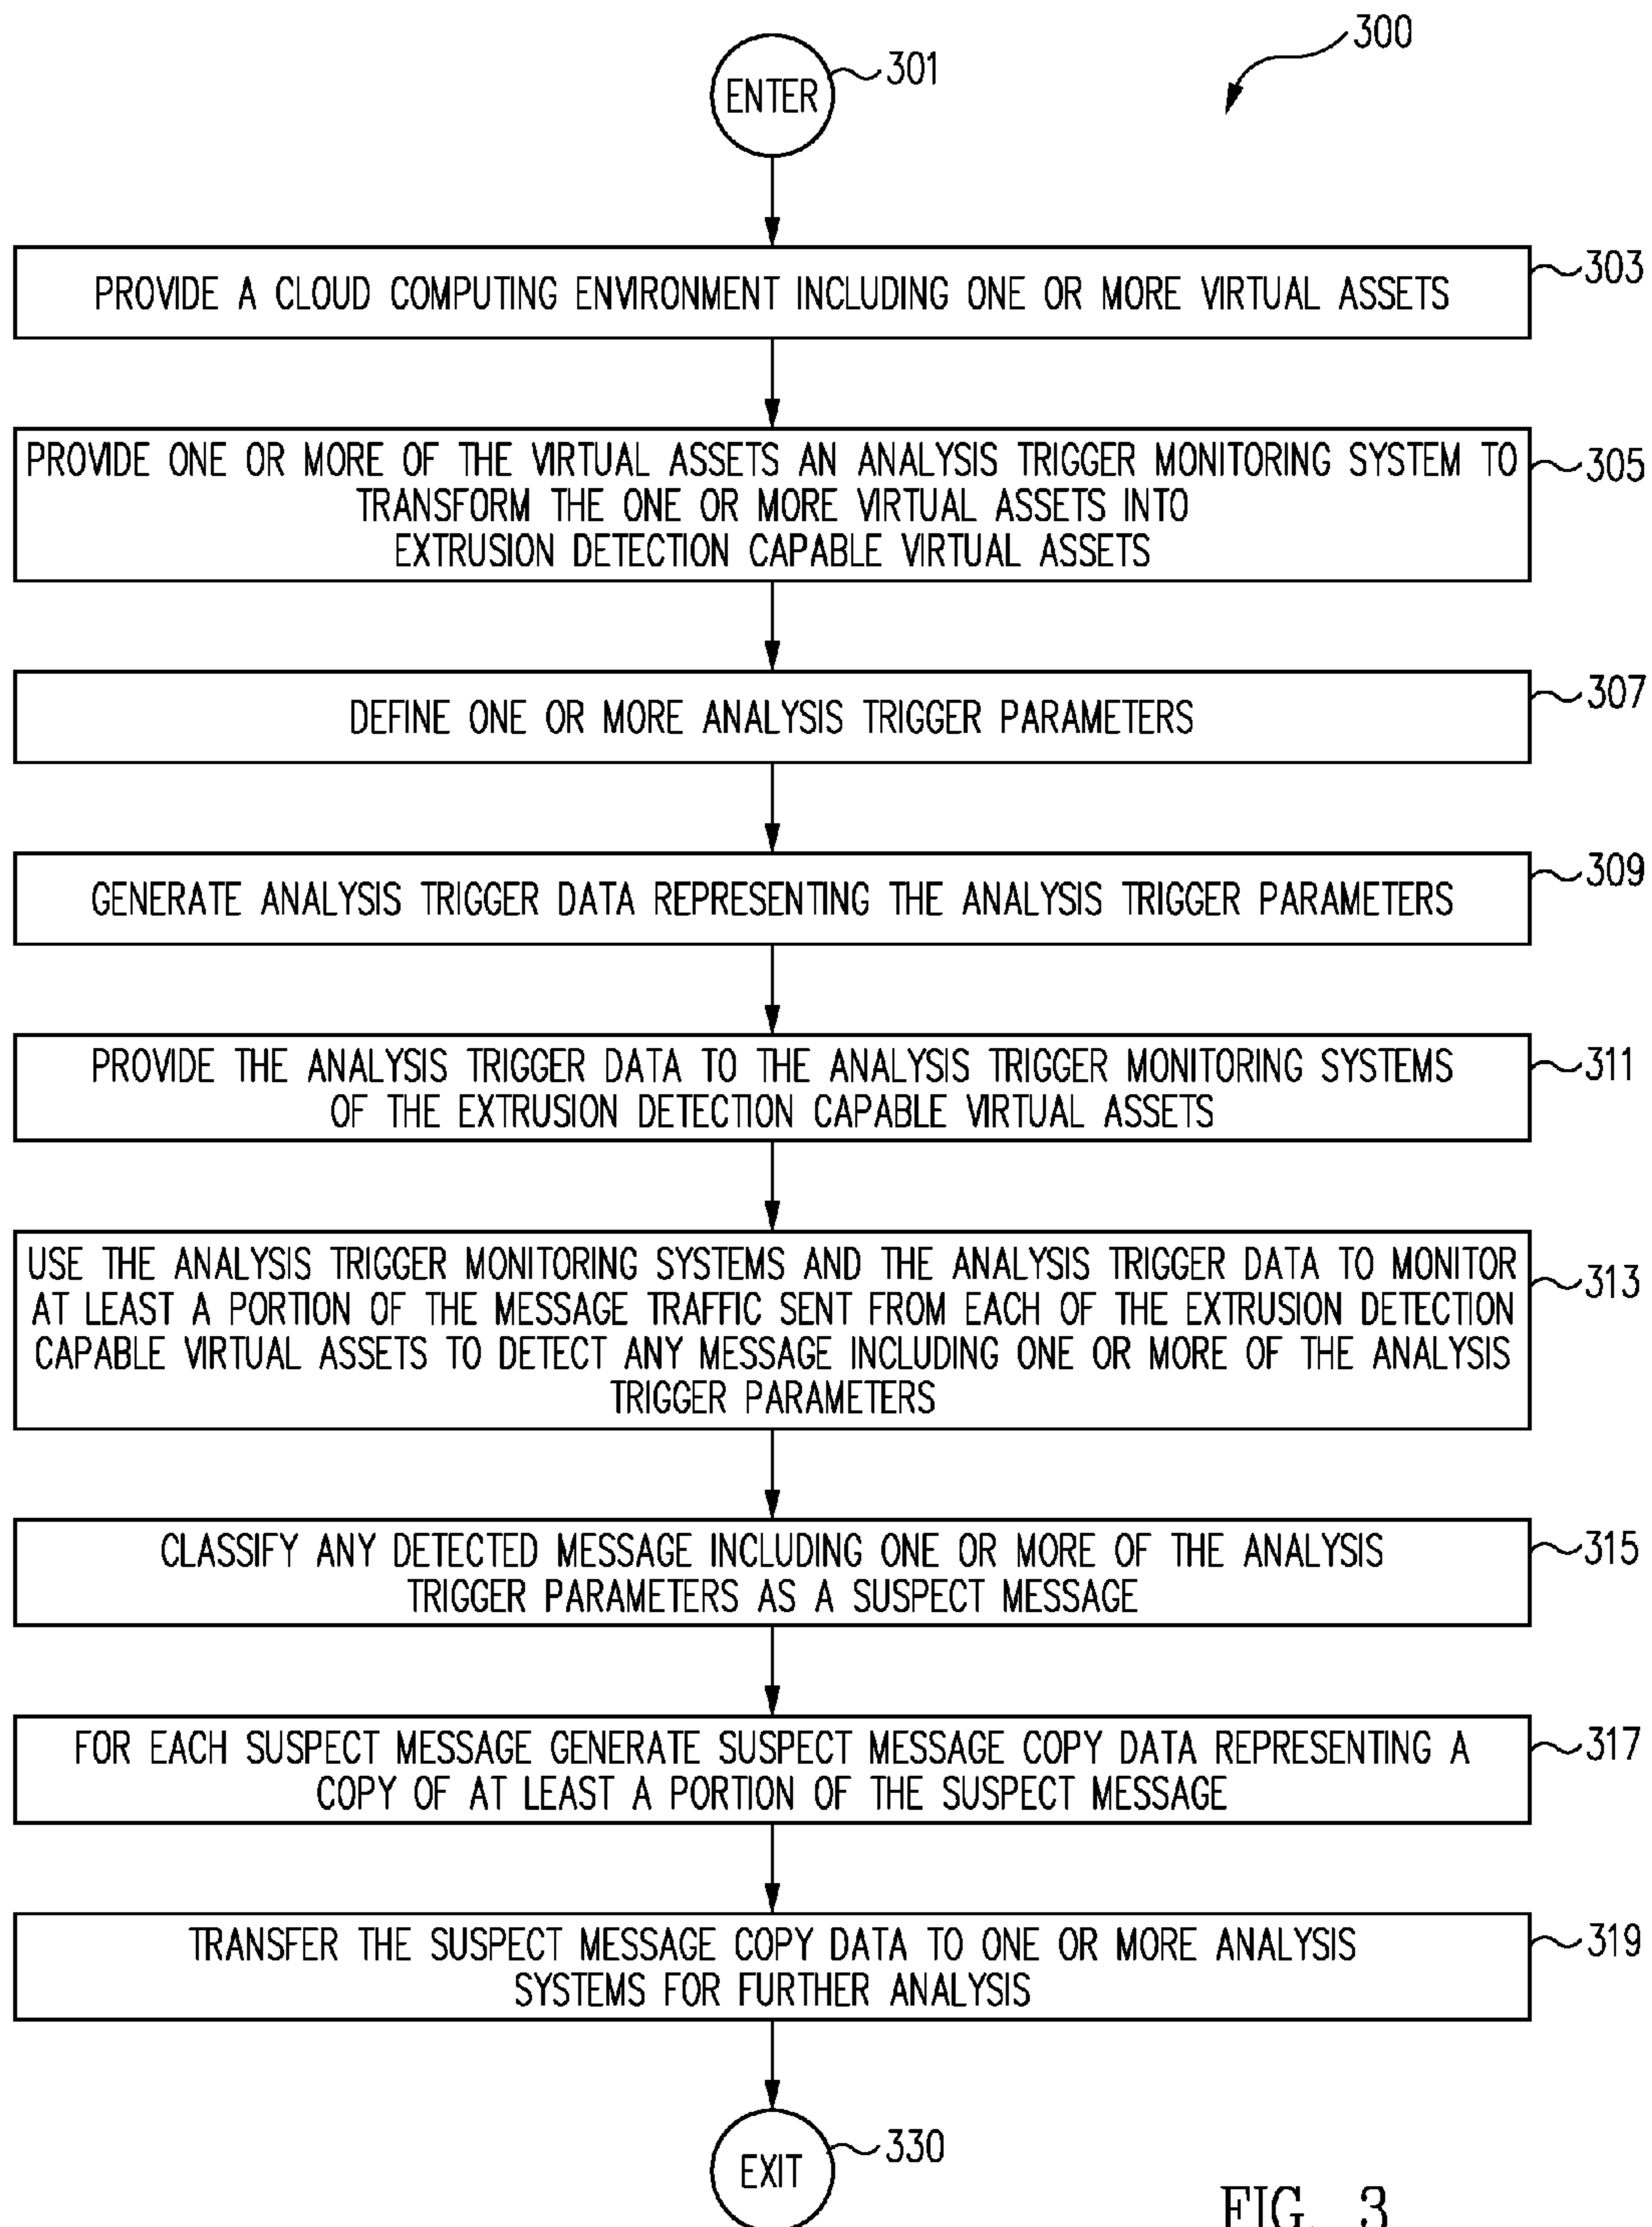 300
ENTER
301
PROVIDE A CLOUD COMPUTING ENVIRONMENT INCLUDING ONE OR MORE VIRTUAL ASSETS
303
PROVIDE ONE OR MORE OF THE VIRTUAL ASSETS AN ANALYSIS TRIGGER MONITORING SYSTEM TO
TRANSFORM THE ONE OR MORE VIRTUAL ASSETS INTO
EXTRUSION DETECTION CAPABLE VIRTUAL ASSETS
305
DEFINE ONE OR MORE ANALYSIS TRIGGER PARAMETERS
307
GENERATE ANALYSIS TRIGGER DATA REPRESENTING THE ANALYSIS TRIGGER PARAMETERS
309
PROVIDE THE ANALYSIS TRIGGER DATA TO THE ANALYSIS TRIGGER MONITORING SYSTEMS
OF THE EXTRUSION DETECTION CAPABLE VIRTUAL ASSETS
311
USE THE ANALYSIS TRIGGER MONITORING SYSTEMS AND THE ANALYSIS TRIGGER DATA TO MONITOR
AT LEAST A PORTION OF THE MESSAGE TRAFFIC SENT FROM EACH OF THE EXTRUSION DETECTION
CAPABLE VIRTUAL ASSETS TO DETECT ANY MESSAGE INCLUDING ONE OR MORE OF THE ANALYSIS
TRIGGER PARAMETERS
313
CLASSIFY ANY DETECTED MESSAGE INCLUDING ONE OR MORE OF THE ANALYSIS
TRIGGER PARAMETERS AS A SUSPECT MESSAGE
315
FOR EACH SUSPECT MESSAGE GENERATE SUSPECT MESSAGE COPY DATA REPRESENTING A
COPY OF AT LEAST A PORTION OF THE SUSPECT MESSAGE
317
TRANSFER THE SUSPECT MESSAGE COPY DATA TO ONE OR MORE ANALYSIS
SYSTEMS FOR FURTHER ANALYSIS
319
EXIT
330
FIG. 3